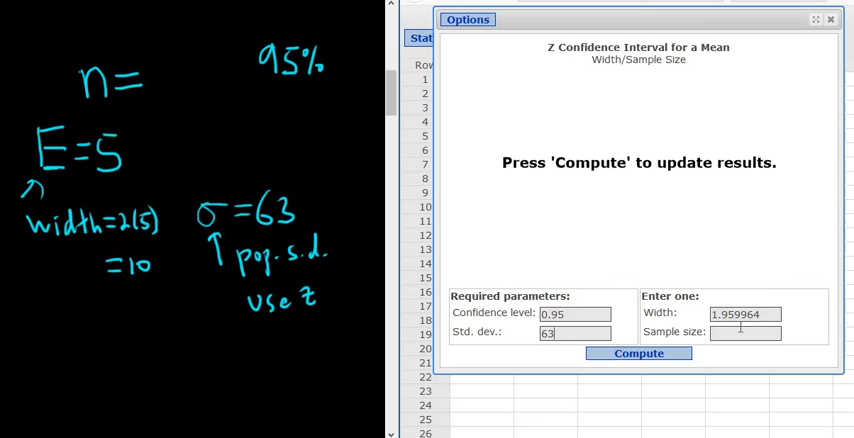 n=
95%
E=5
width=2(5)
=10
σ=63
pop. s.d.
use z
Options
Stat
Row
1
2
3
4
5
6
7
8
9
10
11
12
13
14
15
16
17
18
19
20
21
22
23
24
25
26
Z Confidence Interval for a Mean
Width/Sample Size
Press 'Compute' to update results.
Required parameters:
Confidence level: 0.95
Std. dev.: 63
Enter one:
Width: 1.959964
Sample size:
Compute